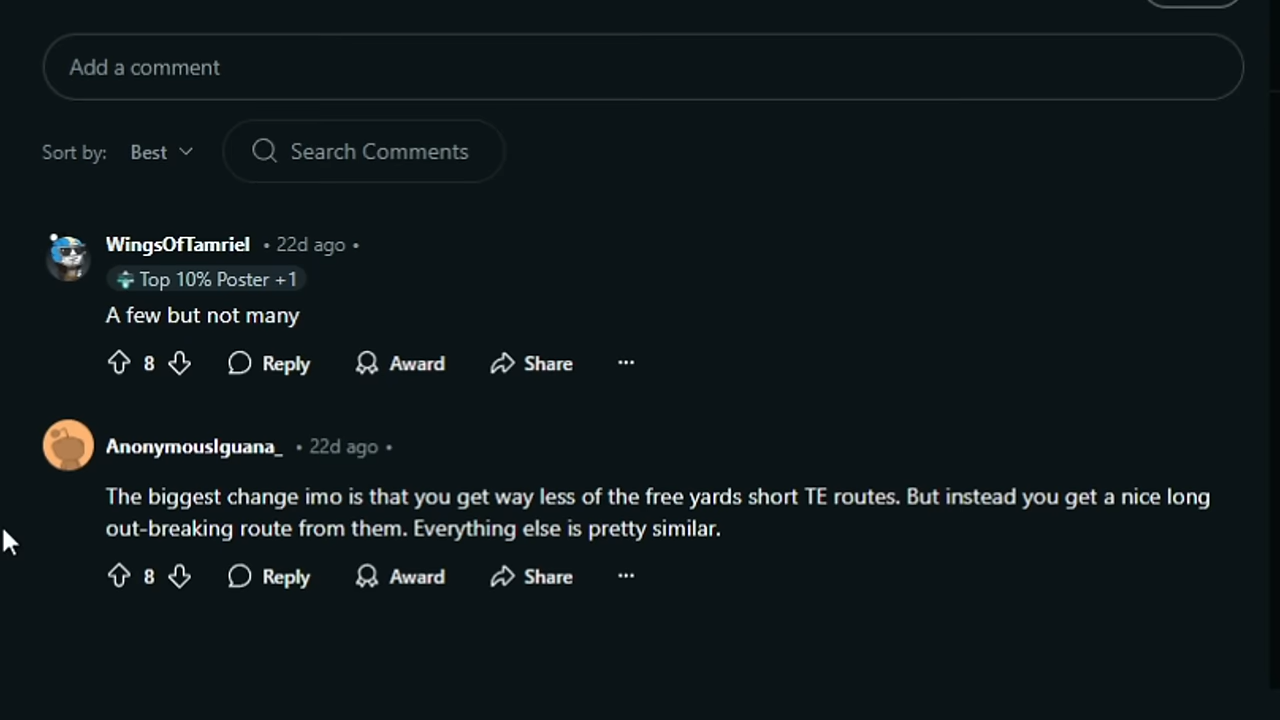 Add a comment
Sort by: Best Search Comments
WingsOfTamriel • 22d ago •
Top 10% Poster +1
A few but not many
8 Reply Award Share ...
AnonymousIguana_ • 22d ago •
The biggest change imo is that you get way less of the free yards short TE routes. But instead you get a nice long
out-breaking route from them. Everything else is pretty similar.
8 Reply Award Share ...